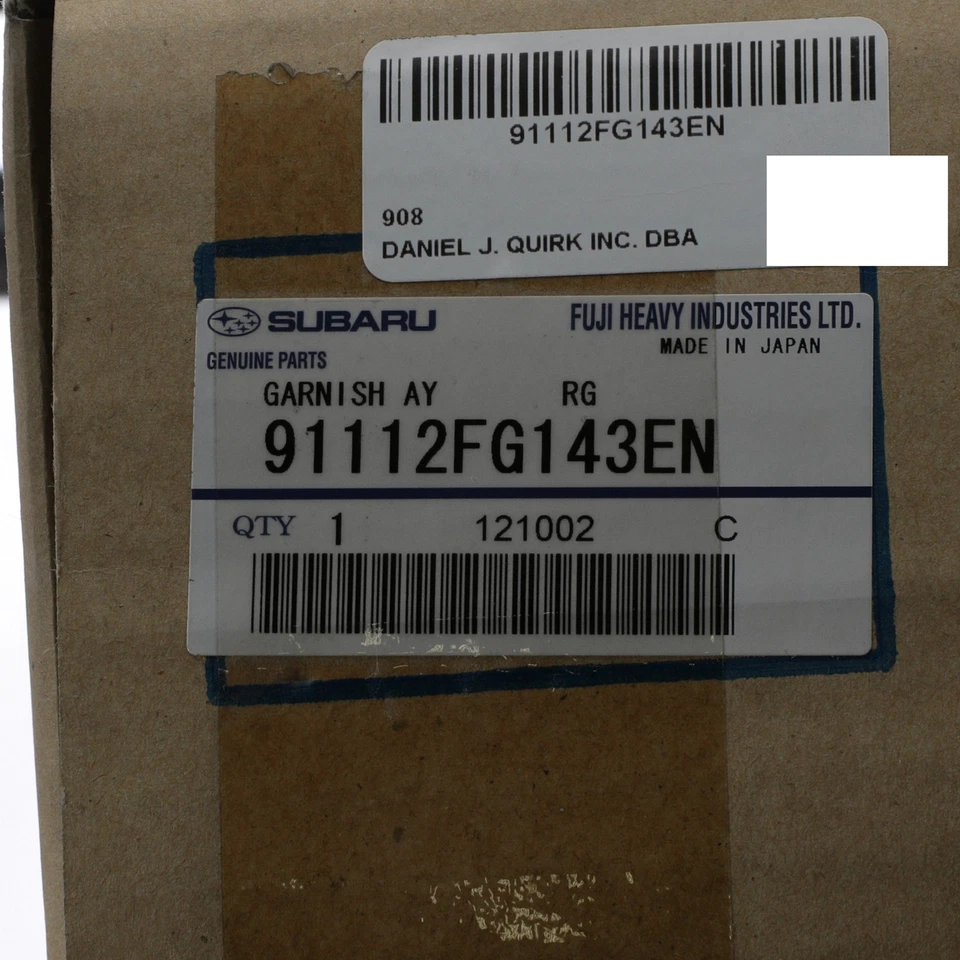 91112FG143EN
908
DANIEL J. QUIRK INC. DBA
SUBARU FUJI HEAVY INDUSTRIES LTD.
GENUINE PARTS MADE IN JAPAN
GARNISH AY RG
91112FG143EN
QTY 1 121002 C